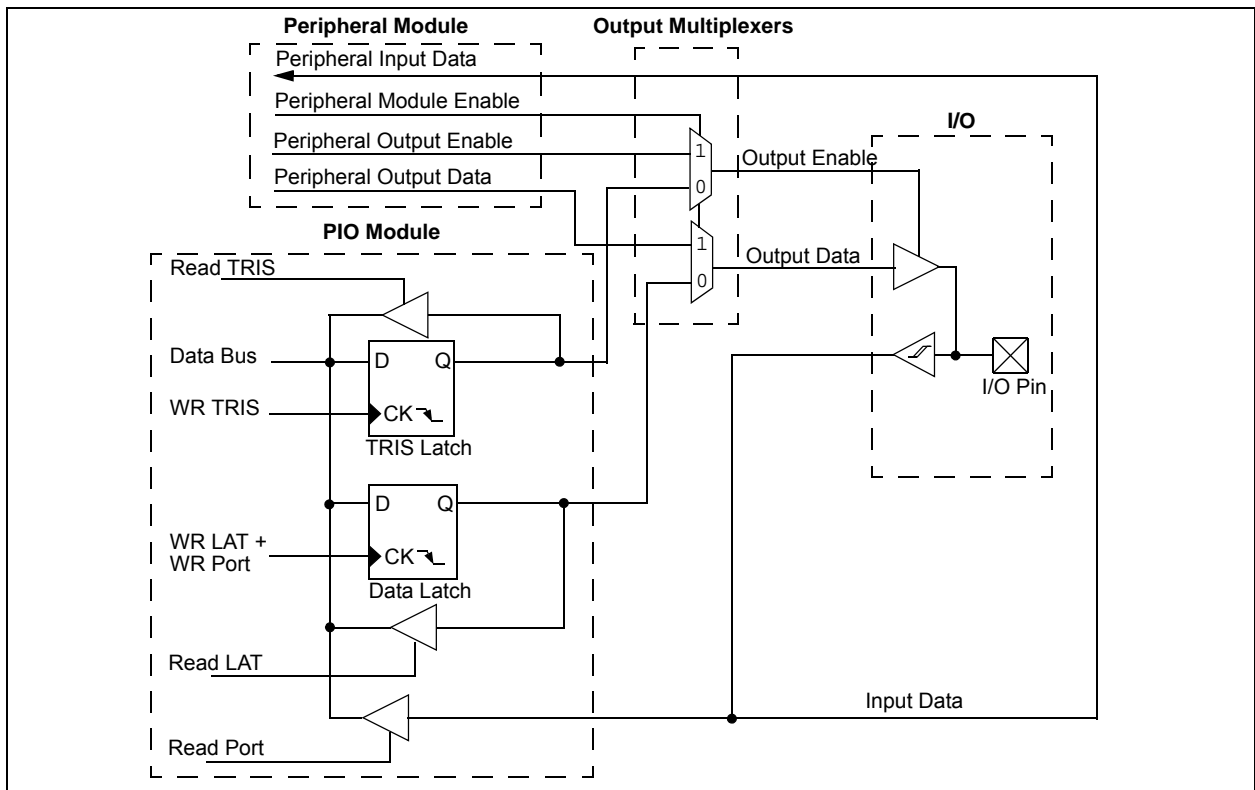 Peripheral Module
Output Multiplexers
Peripheral Input Data
Peripheral Module Enable
Peripheral Output Enable
Peripheral Output Data
I/O
1
0
Output Enable
1
0
Output Data
PIO Module
Read TRIS
Data Bus
D
Q
WR TRIS
CK
TRIS Latch
I/O Pin
D
Q
WR LAT +
WR Port
CK
Data Latch
Read LAT
Input Data
Read Port